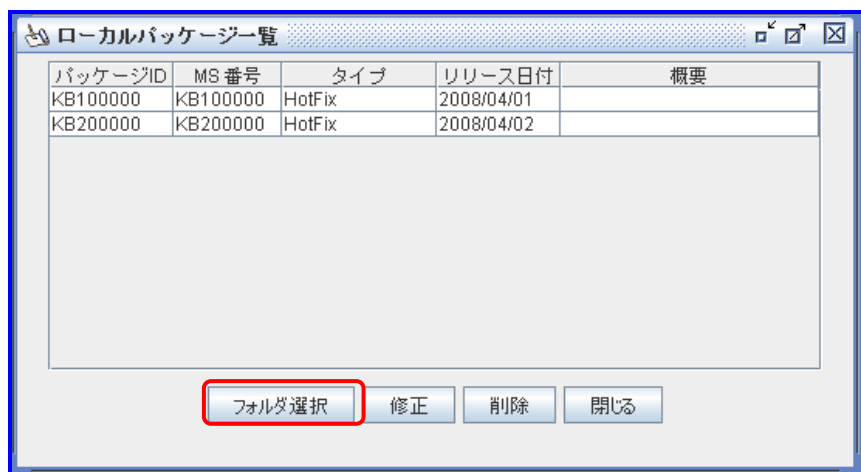 ローカルパッケージ一覧
パッケージID MS 番号 タイプ リリース日付 概要
KB100000 KB100000 HotFix 2008/04/01
KB200000 KB200000 HotFix 2008/04/02
フォルダ選択 修正 削除 閉じる